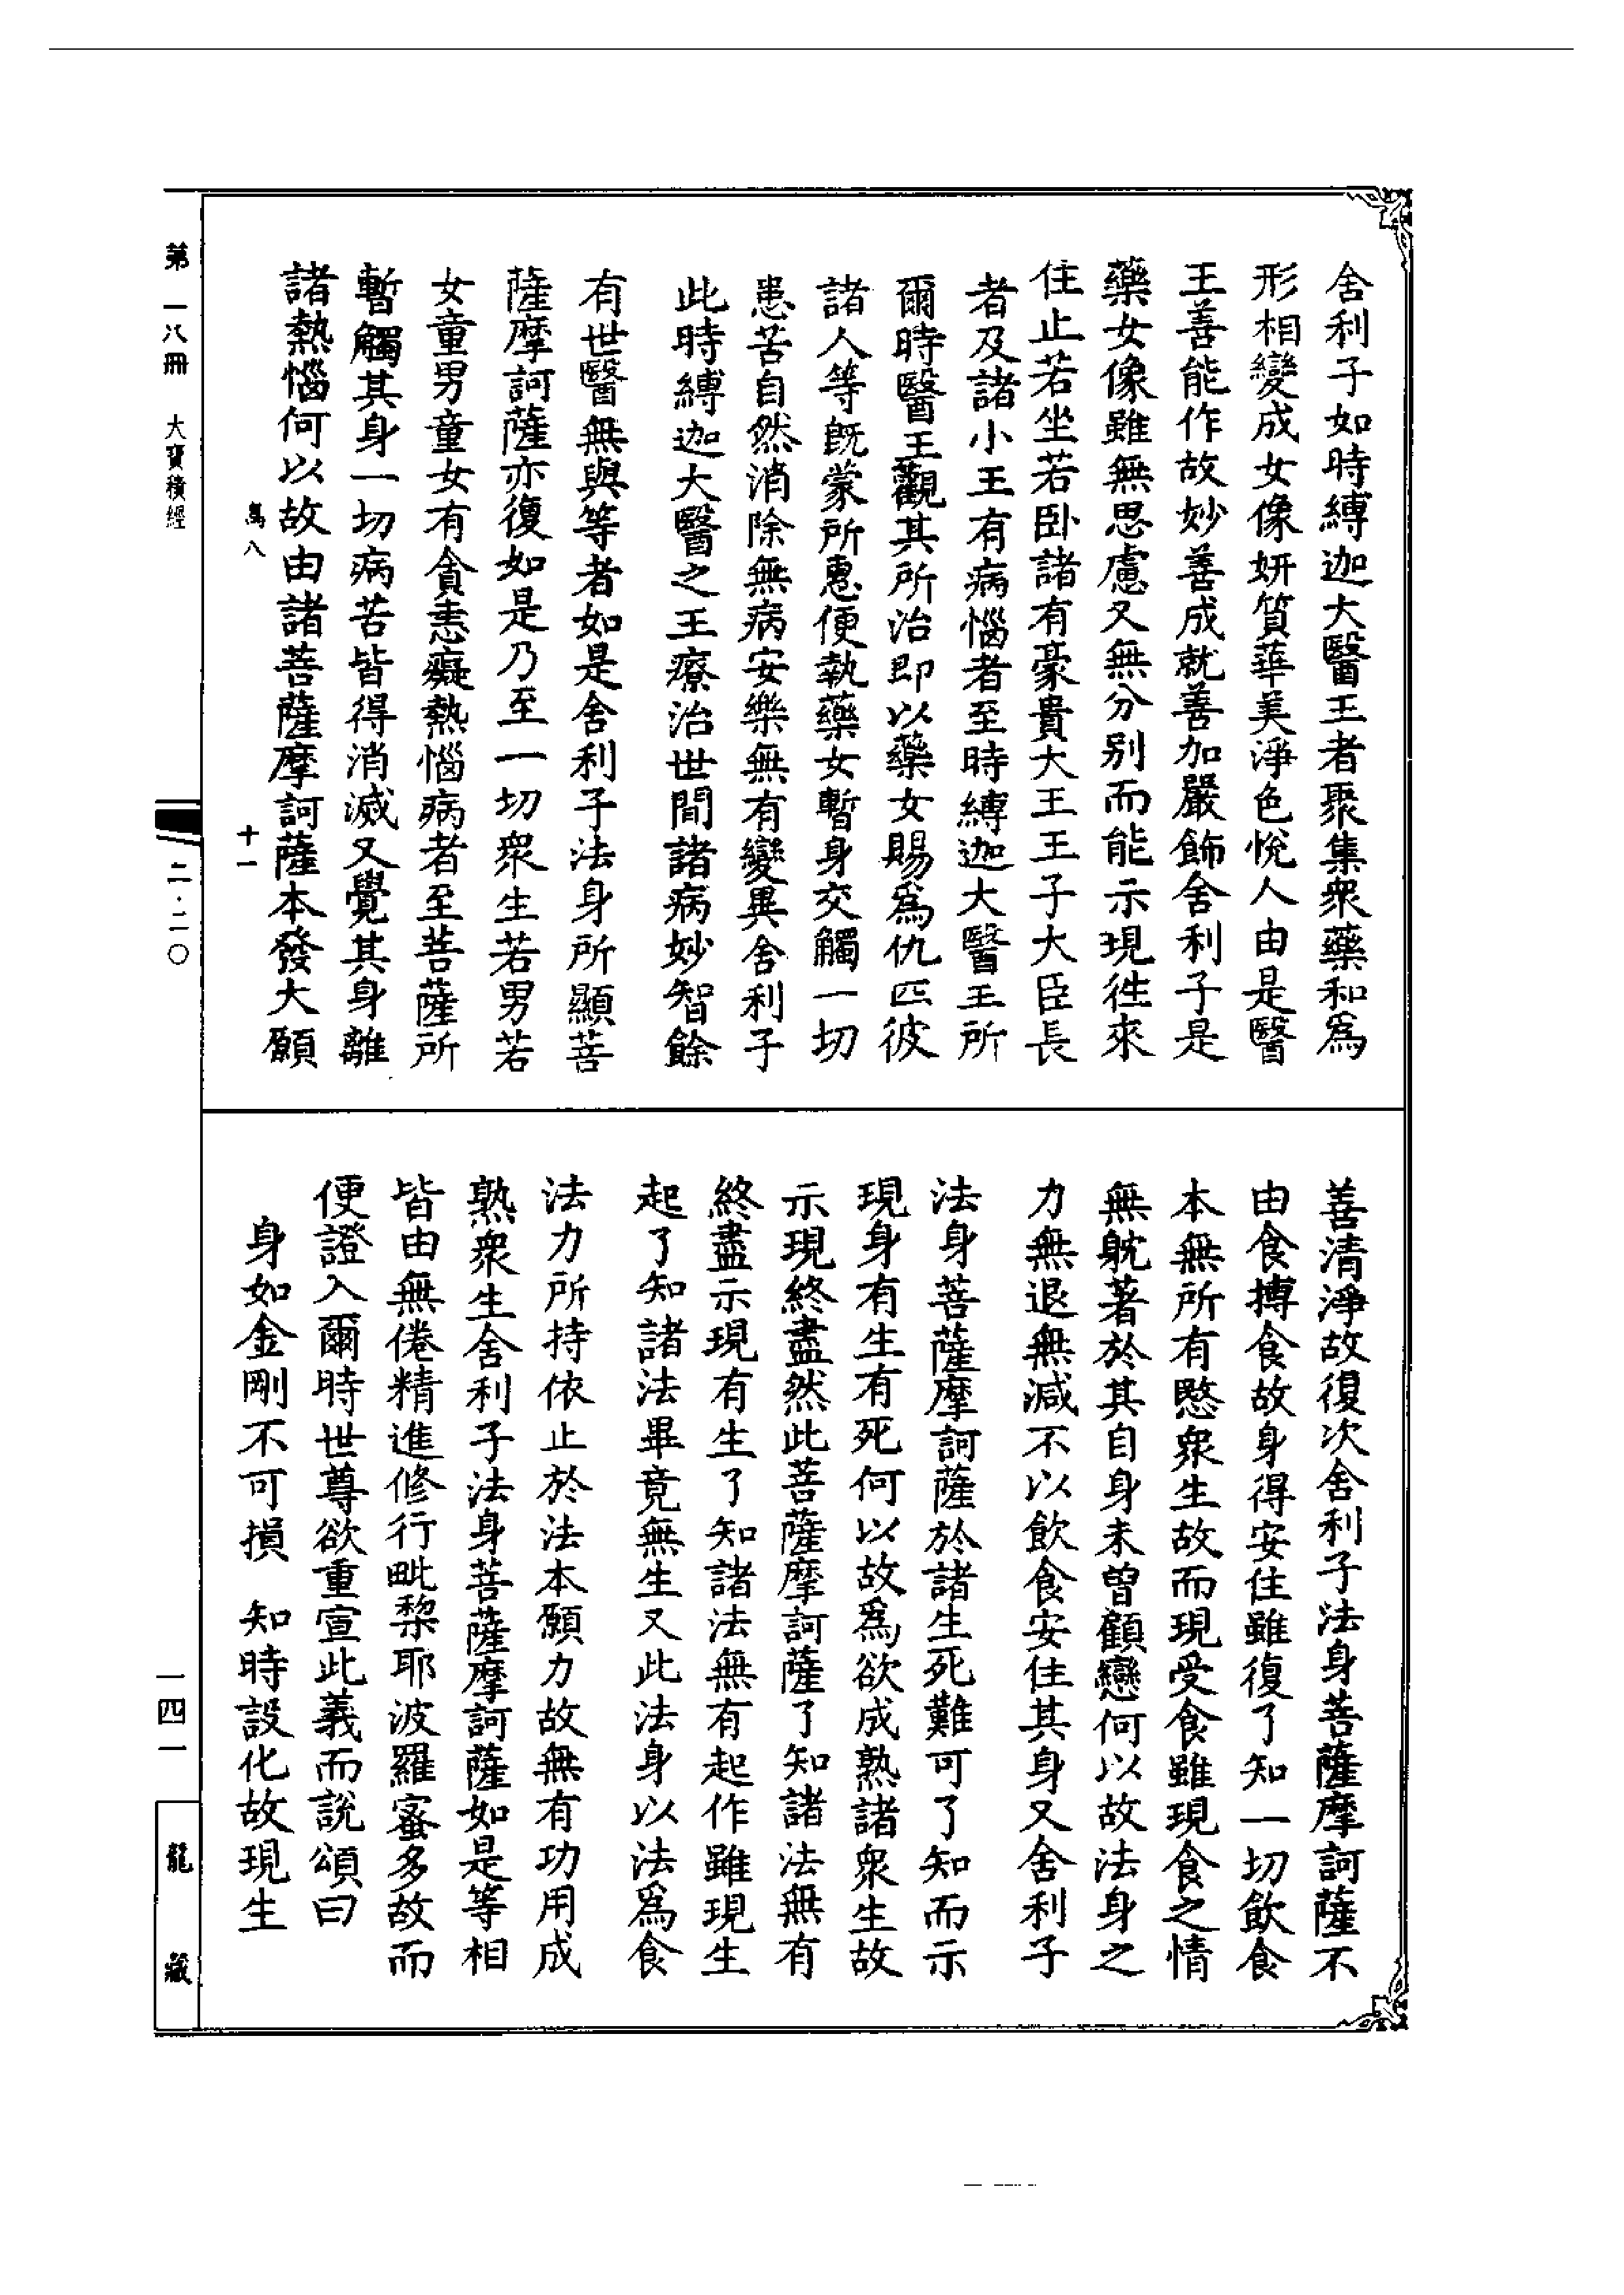 舍利子如時縛迦大醫王者聚集衆藥和爲
形相變成女像妍質華美淨色悅人由是醫
王善能作故妙善成就善加嚴飾舍利子是
藥女像雖無思慮又無分別而能示現徃來
住止若坐若卧諸有豪貴大王王子大臣長
者及諸小王有病惱者至時縛迦大醫王所
爾時醫王觀其所治即以藥女賜爲仇匹彼
諸人等旣蒙所惠便執藥女暫身交觸一切
患苦自然消除無病安樂無有變異舍利子
此時縛迦大醫之王療治世間諸病妙智餘
有世醫無與等者如是舍利子法身所顯菩
薩摩訶薩亦復如是乃至一切衆生若男若
女童男童女有貪恚癡熱惱病者至菩薩所
暫觸其身一切病苦皆得消滅又覺其身離
諸熱惱何以故由諸菩薩摩訶薩本發大願
萬八
十一
善清淨故復次舍利子法身菩薩摩訶薩不
由食摶食故身得安住雖復了知一切飲食
本無所有愍衆生故而現受食雖現食之情
無躭著於其自身未曾顧戀何以故法身之
力無退無減不以飲食安住其身又舍利子
法身菩薩摩訶薩於諸生死難可了知而示
現身有生有死何以故爲欲成熟諸衆生故
示現終盡然此菩薩摩訶薩了知諸法無有
終盡示現有生了知諸法無有起作雖現生
起了知諸法畢竟無生又此法身以法爲食
法力所持依止於法本願力故無有功用成
熟衆生舍利子法身菩薩摩訶薩如是等相
皆由無倦精進修行毗棃耶波羅蜜多故而
便證入爾時世尊欲重宣此義而說頌曰
身如金剛不可損　知時設化故現生
第一八冊　大寶積經
二·二〇
一四一
龍藏